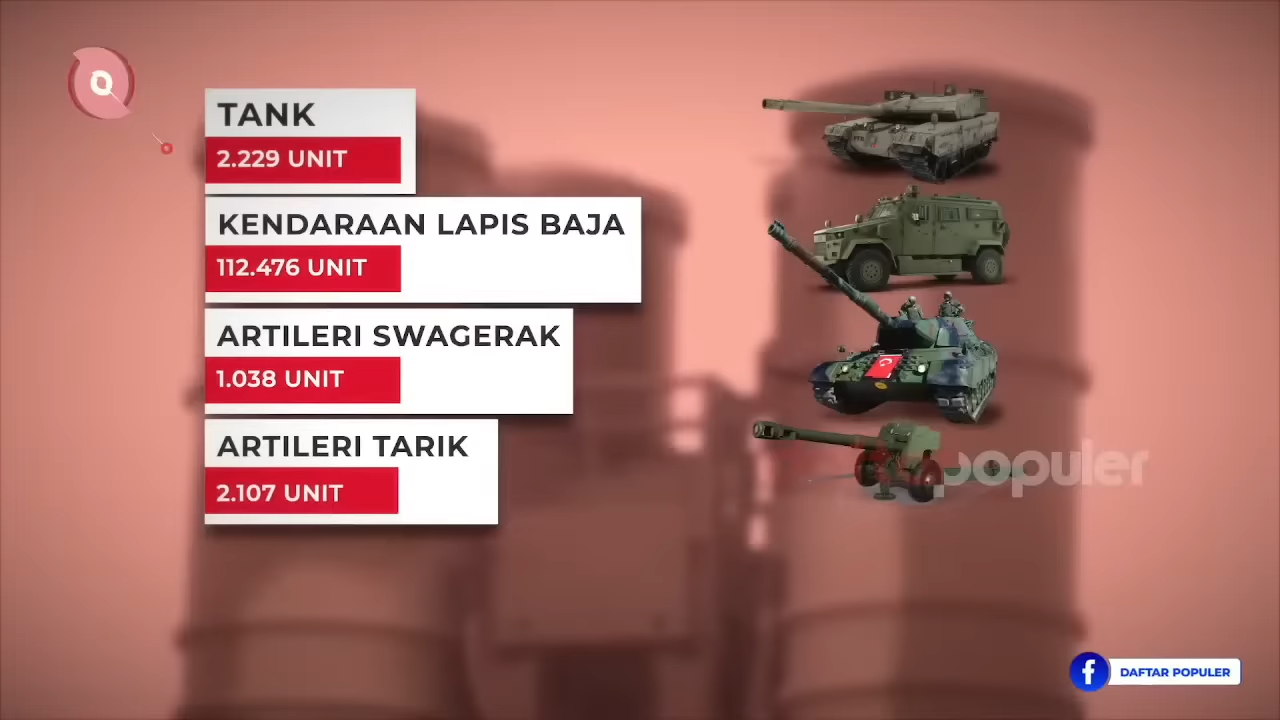 TANK
2.229 UNIT
KENDARAAN LAPIS BAJA
112.476 UNIT
ARTILERI SWAGERAK
1.038 UNIT
ARTILERI TARIK
2.107 UNIT
populer
DAFTAR POPULER